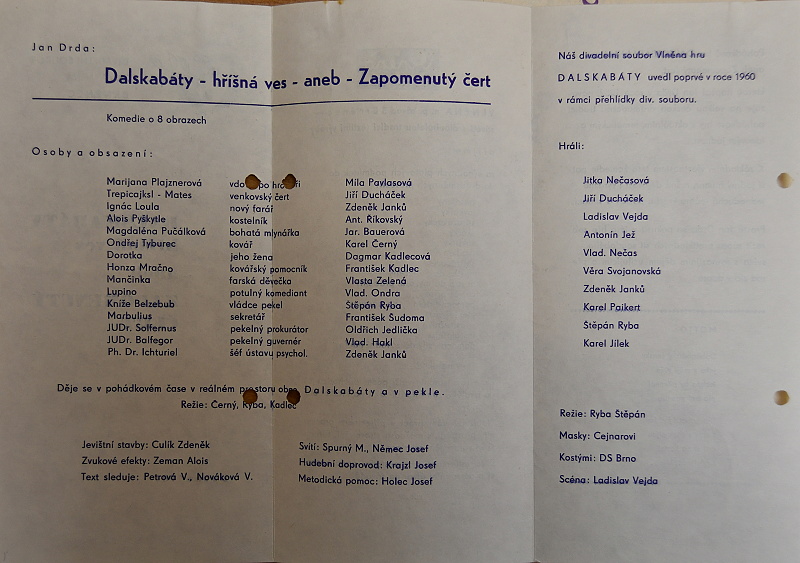 Jan Drda:
Dalskabáty - hříšná ves - aneb - Zapomenutý čert
Komedie o 8 obrazech
Osoby a obsazení:
Marijana Plajznerová vdo po hr Mila Pavlasová
Trepicajksl - Mates venkovský čert Jiří Ducháček
Ignác Loula nový farář Zdeněk Janků
Alois Pyškytle kostelník Ant. Říkovský
Magdaléna Pučálková bohatá mlynářka Jar. Bauerová
Ondřej Tyburec kovář Karel Černý
Dorotka jeho žena Dagmar Kadlecová
Honza Mračno kovářský pomocník František Kadlec
Mančinka farská děvečka Vlasta Zelená
Lupino potulný komediant Vlad. Ondra
Kníže Belzebub vládce pekel Štěpán Ryba
Marbulius sekretář František Šudoma
JUDr. Solfernus pekelný prokurátor Oldřich Jedlička
JUDr. Balfegor pekelný guvernér Vlad. Hakl
Ph. Dr. Ichturiel šéf ústavu psychol. Zdeněk Janků
Děje se v pohádkovém čase v reálném prostoru obce Dalskabáty a v pekle.
Režie: Černý, Ryba, Kadlec
Jevištní stavby: Culík Zdeněk
Zvukové efekty: Zeman Alois
Text sleduje: Petrová V., Nováková V.
Svítí: Spurný M., Němec Josef
Hudební doprovod: Krajzl Josef
Metodická pomoc: Holec Josef
Náš divadelní soubor Vlněna hru
DALSKABÁTY uvedl poprvé v roce 1960
v rámci přehlídky div. souboru.
Hráli:
Jitka Nečasová
Jiří Ducháček
Ladislav Vejda
Antonín Jež
Vlad. Nečas
Věra Svojanovská
Zdeněk Janků
Karel Paikert
Štěpán Ryba
Karel Jílek
Režie: Ryba Štěpán
Masky: Cejnarovi
Kostými: DS Brno
Scéna: Ladislav Vejda